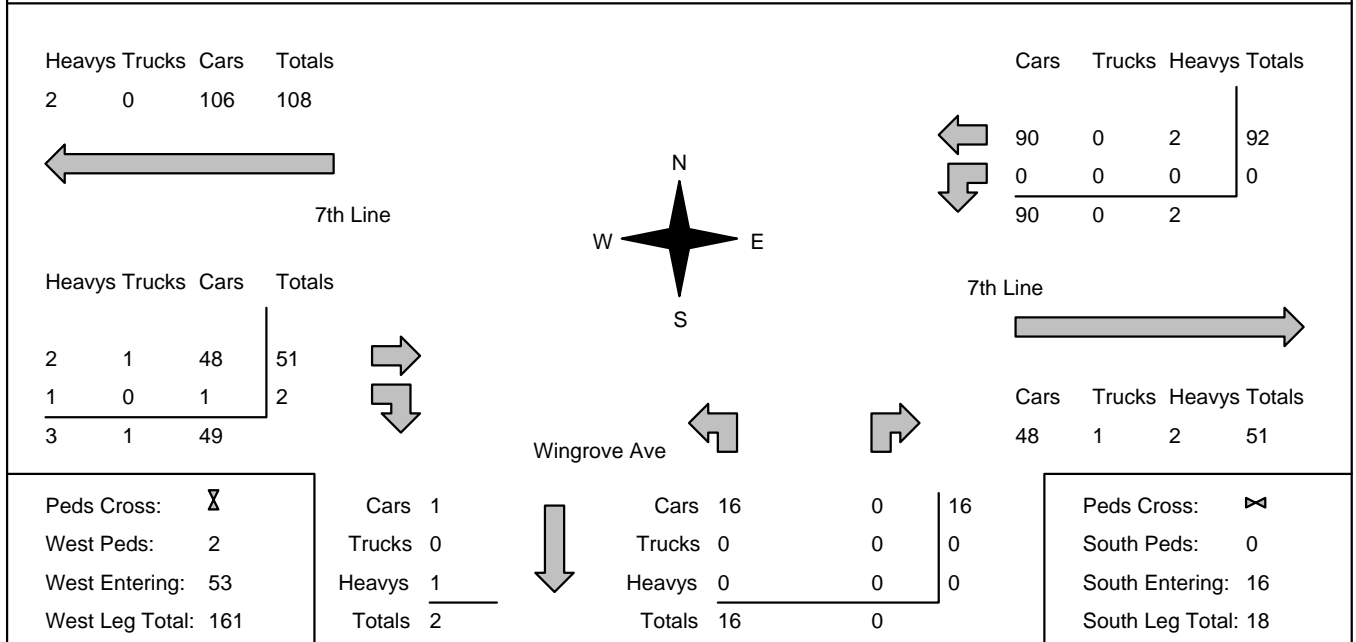 Heavys Trucks Cars Totals
2 0 106 108
Cars Trucks Heavys Totals
90 0 2 92
0 0 0 0
90 0 2
7th Line
N
W E
S
Heavys Trucks Cars Totals
2 1 48 51
1 0 1 2
3 1 49
7th Line
Cars Trucks Heavys Totals
48 1 2 51
Wingrove Ave
Peds Cross:
West Peds: 2
West Entering: 53
West Leg Total: 161
Cars 1
Trucks 0
Heavys 1
Totals 2
Cars 16 0 16
Trucks 0 0 0
Heavys 0 0 0
Totals 16 0
Peds Cross:
South Peds: 0
South Entering: 16
South Leg Total: 18